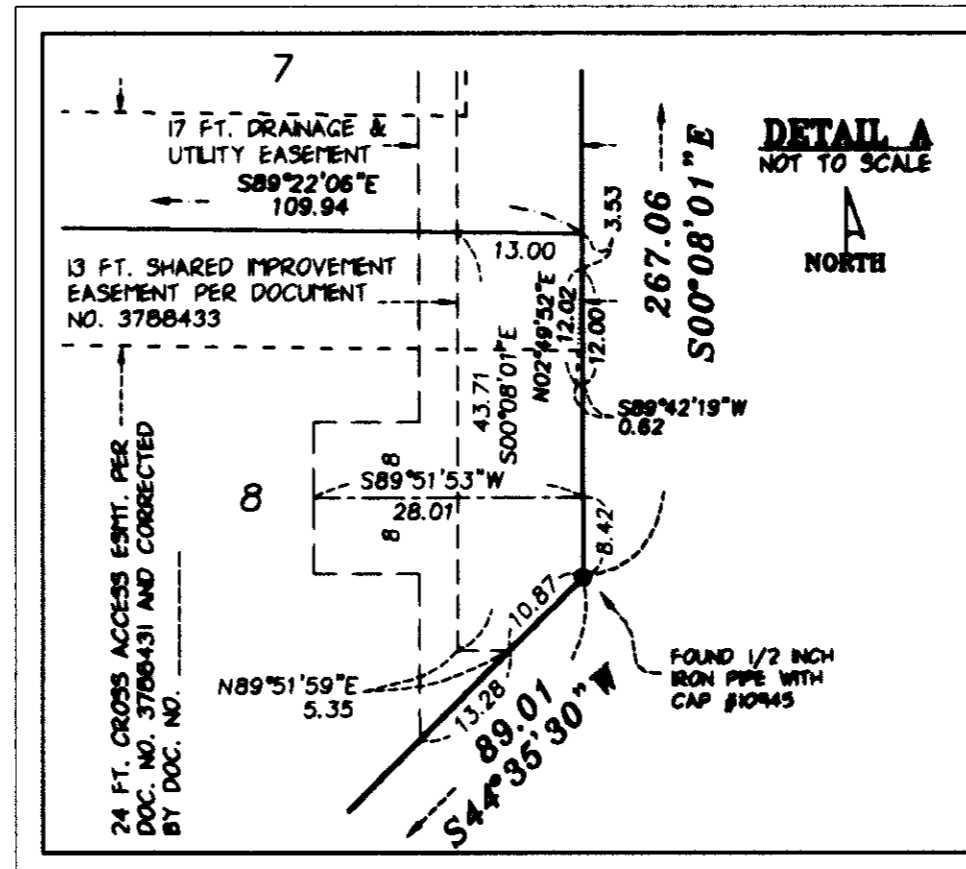 7
17 FT. DRAINAGE &
UTILITY EASEMENT
S89°22'06"E
109.94
DETAIL A
NOT TO SCALE
NORTH
267.06
S00°08'01"E
3.53
13.00
13 FT. SHARED IMPROVEMENT
EASEMENT PER DOCUMENT
NO. 3788433
N02°49'52"E
12.02
12.00
43.71
S00°08'01"E
S89°42'19"W
0.62
24 FT. CROSS ACCESS ESMT. PER
DOC. NO. 3788431 AND CORRECTED
BY DOC. NO.
8
8
S89°51'53"W
28.01
8
8.42
10.87
N89°51'59"E
5.35
13.28
89.01
S44°35'30"W
FOUND 1/2 INCH
IRON PIPE WITH
CAP #10945